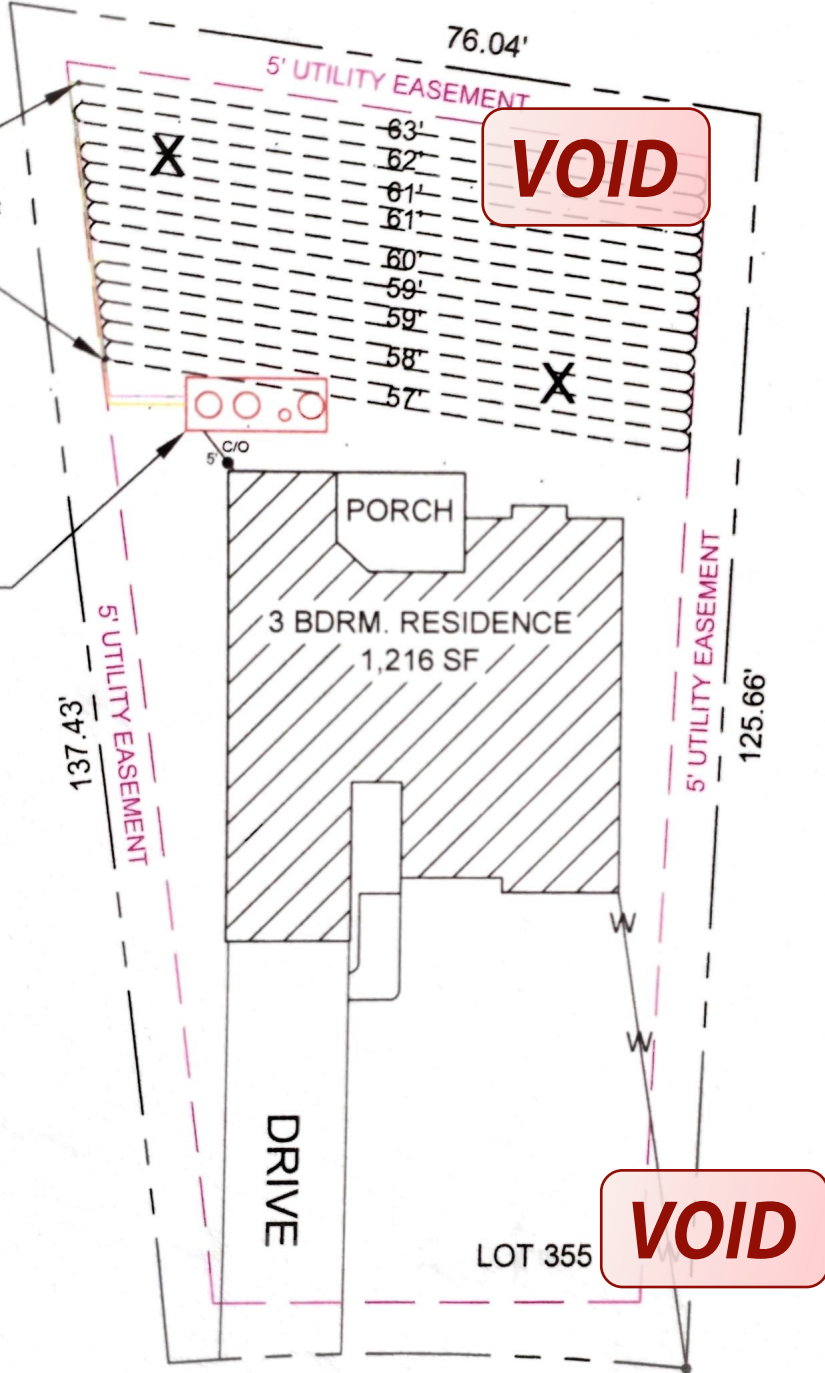 76.04'
5' UTILITY EASEMENT
VOID
63'
62'
61'
61'
60'
59'
59'
58'
57'
X
X
C/O
5'
PORCH
3 BDRM. RESIDENCE
1,216 SF
5' UTILITY EASEMENT
137.43'
5' UTILITY EASEMENT
125.66'
W
W
W
DRIVE
LOT 355
VOID